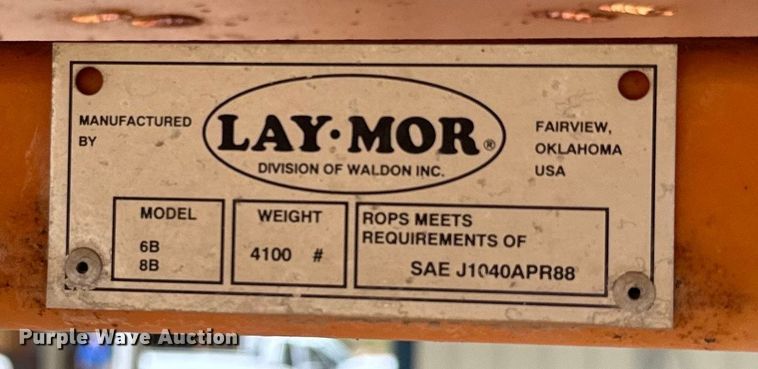 MANUFACTURED
BY
LAY·MOR®
DIVISION OF WALDON INC.
FAIRVIEW,
OKLAHOMA
USA
MODEL
6B
8B
WEIGHT
4100 #
ROPS MEETS
REQUIREMENTS OF
SAE J1040APR88
Purple Wave Auction